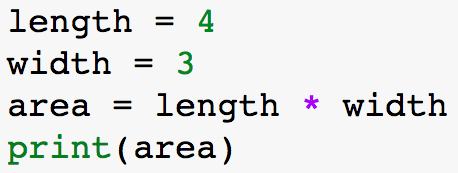 length = 4
width = 3
area = length * width
print(area)